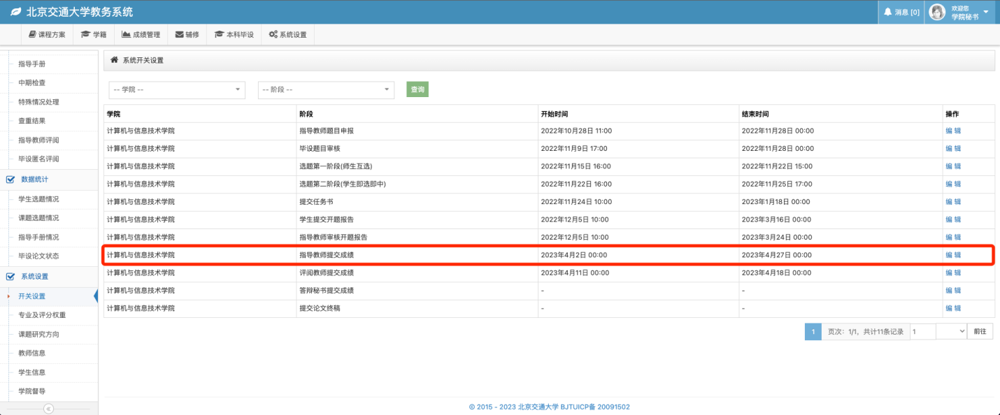 北京交通大学教务系统
消息 [0]
欢迎您
学院秘书
课程方案 学籍 成绩管理 辅修 本科毕设 系统设置
指导手册
中期检查
特殊情况处理
查重结果
指导教师评阅
毕设匿名评阅
数据统计
学生选题情况
课题选题情况
指导手册情况
毕设论文状态
系统设置
开关设置
专业及评分权重
课题研究方向
教师信息
学生信息
学院督导
系统开关设置
-- 学院 -- -- 阶段 -- 查询
学院 阶段 开始时间 结束时间 操作
计算机与信息技术学院 指导教师题目申报 2022年10月28日 11:00 2022年11月28日 00:00 编 辑
计算机与信息技术学院 毕设题目审核 2022年11月9日 17:00 2022年11月28日 00:00 编 辑
计算机与信息技术学院 选题第一阶段(师生互选) 2022年11月15日 16:00 2022年11月22日 15:00 编 辑
计算机与信息技术学院 选题第二阶段(学生即选即中) 2022年11月22日 16:00 2022年11月25日 17:00 编 辑
计算机与信息技术学院 提交任务书 2022年11月24日 10:00 2023年1月18日 00:00 编 辑
计算机与信息技术学院 学生提交开题报告 2022年12月5日 10:00 2023年3月16日 00:00 编 辑
计算机与信息技术学院 指导教师审核开题报告 2022年12月5日 10:00 2023年3月24日 00:00 编 辑
计算机与信息技术学院 指导教师提交成绩 2023年4月2日 00:00 2023年4月27日 00:00 编 辑
计算机与信息技术学院 评阅教师提交成绩 2023年4月11日 00:00 2023年4月18日 00:00 编 辑
计算机与信息技术学院 答辩秘书提交成绩 - - 编 辑
计算机与信息技术学院 提交论文终稿 - - 编 辑
1 页次：1/1，共计11条记录 1 前往
© 2015 - 2023 北京交通大学 BJTUICP备 20091502